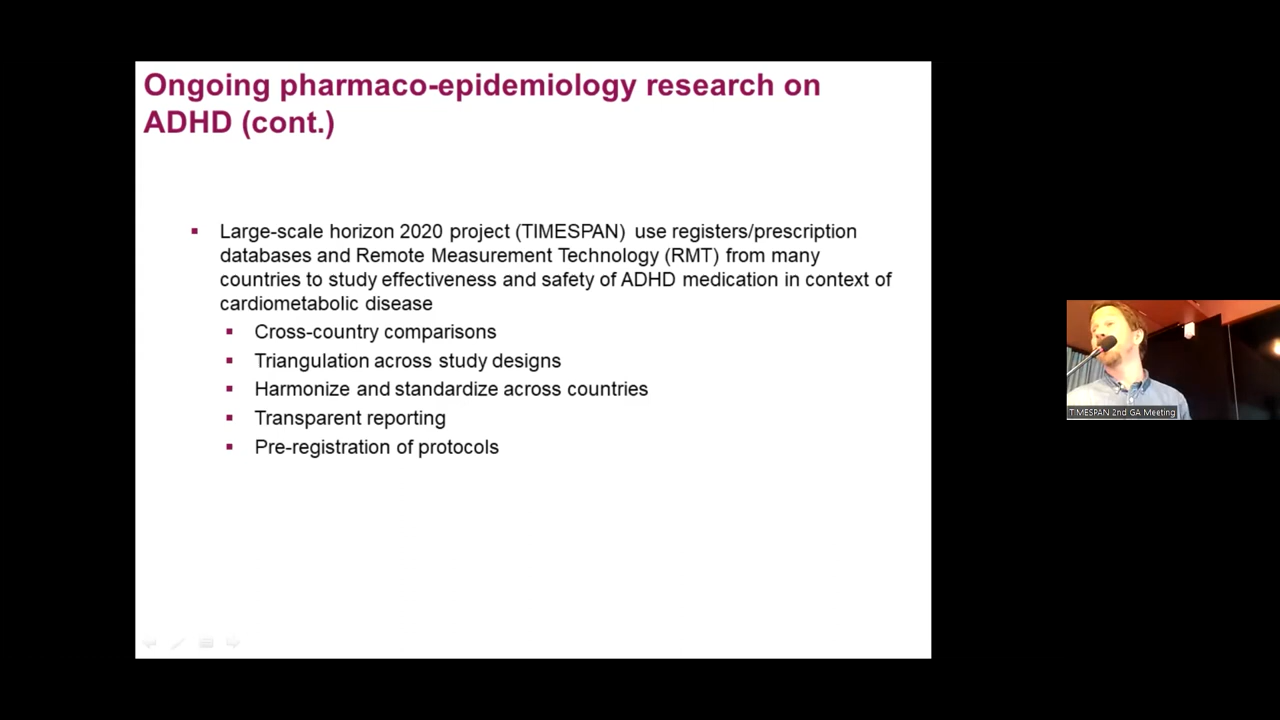 Ongoing pharmaco-epidemiology research on
ADHD (cont.)
Large-scale horizon 2020 project (TIMESPAN) use registers/prescription
databases and Remote Measurement Technology (RMT) from many
countries to study effectiveness and safety of ADHD medication in context of
cardiometabolic disease
Cross-country comparisons
Triangulation across study designs
Harmonize and standardize across countries
Transparent reporting
Pre-registration of protocols
TIMESPAN 2nd GA Meeting